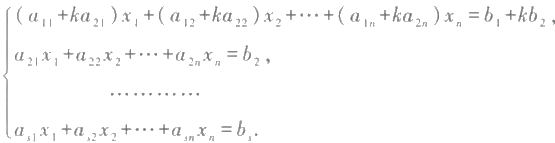 (a₁₁+ka₂₁)x₁+(a₁₂+ka₂₂)x₂+⋯+(a₁ₙ+ka₂ₙ)xₙ=b₁+kb₂,
a₂₁x₁+a₂₂x₂+⋯+a₂ₙxₙ=b₂,
…………
aₛ₁x₁+aₛ₂x₂+⋯+aₛₙxₙ=bₛ.